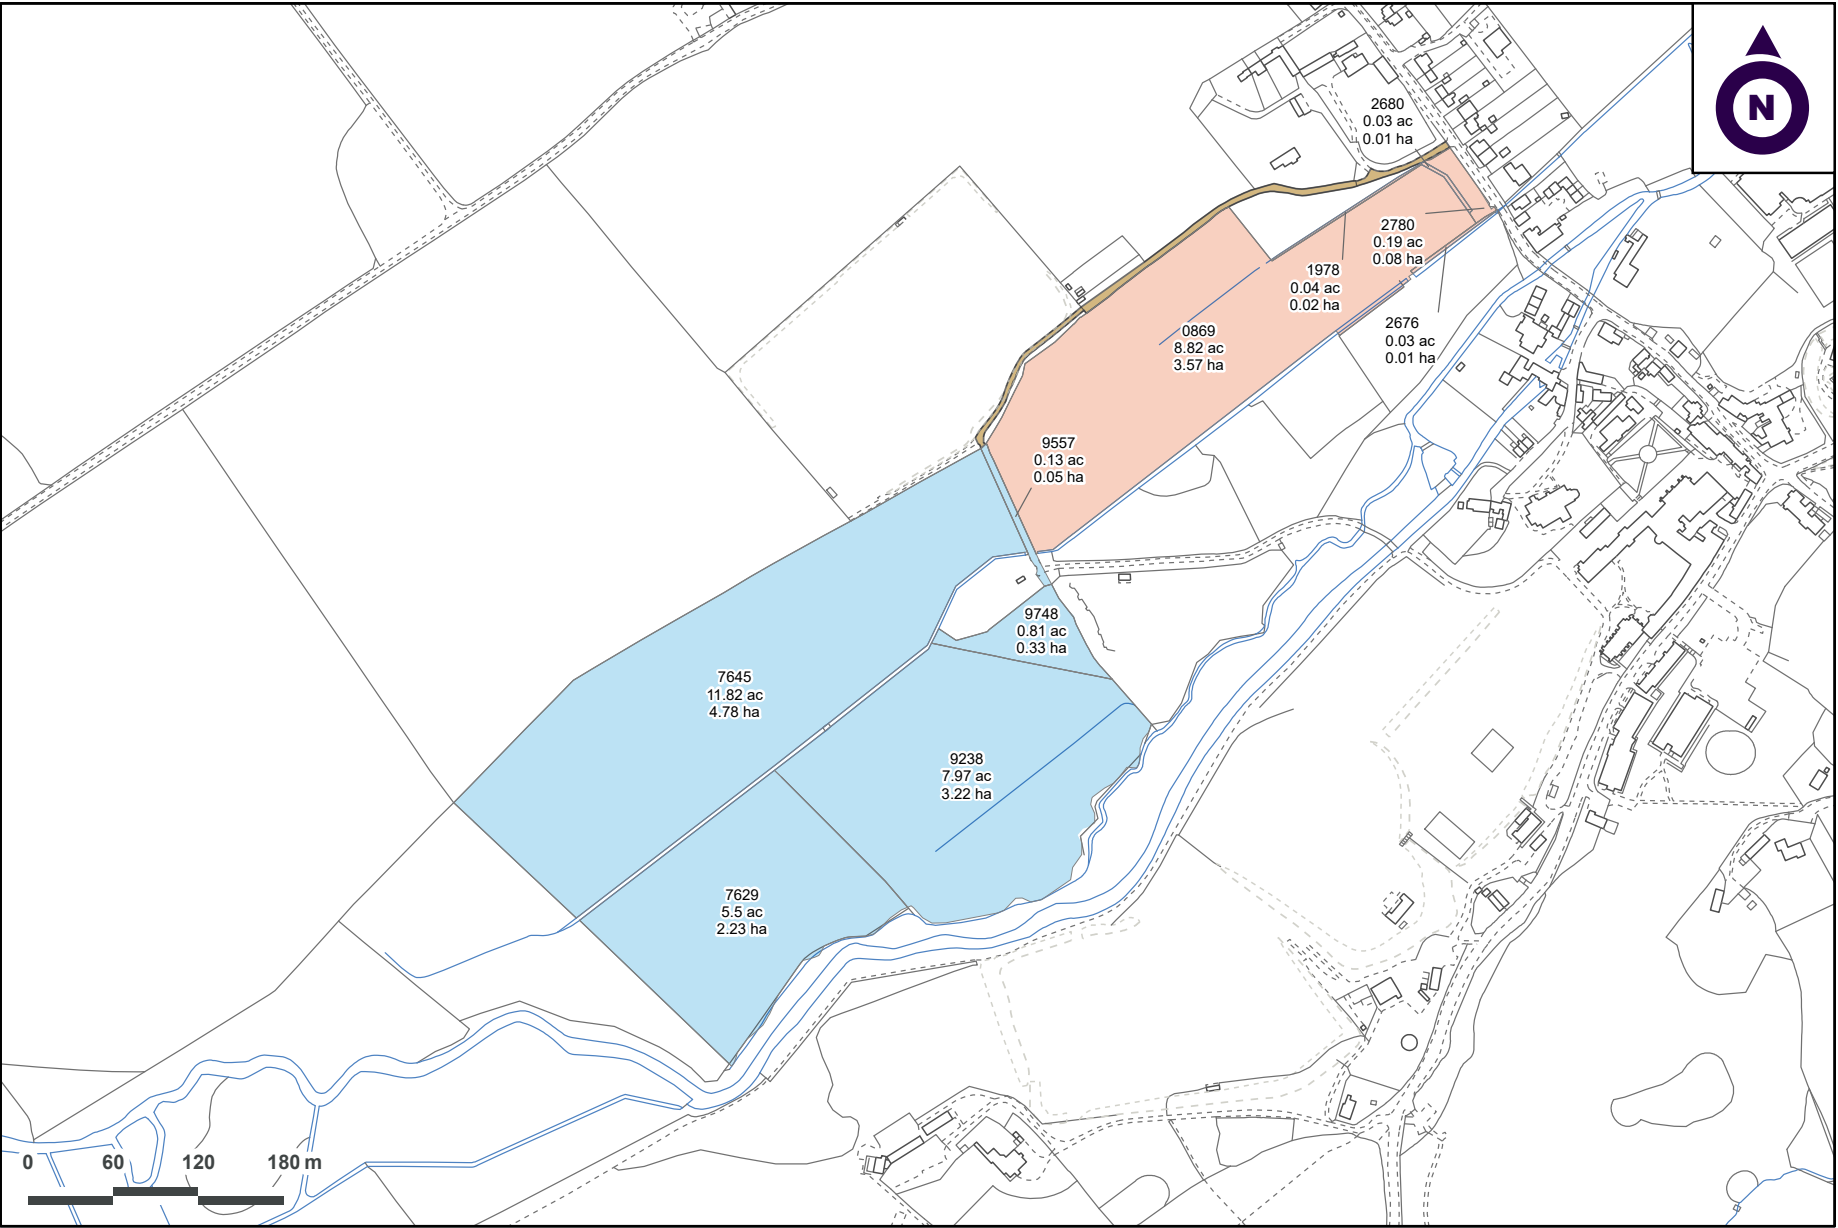 N
2680
0.03 ac
0.01 ha
2780
0.19 ac
0.08 ha
1978
0.04 ac
0.02 ha
0869
8.82 ac
3.57 ha
2676
0.03 ac
0.01 ha
9557
0.13 ac
0.05 ha
9748
0.81 ac
0.33 ha
7645
11.82 ac
4.78 ha
9238
7.97 ac
3.22 ha
7629
5.5 ac
2.23 ha
0 60 120 180 m